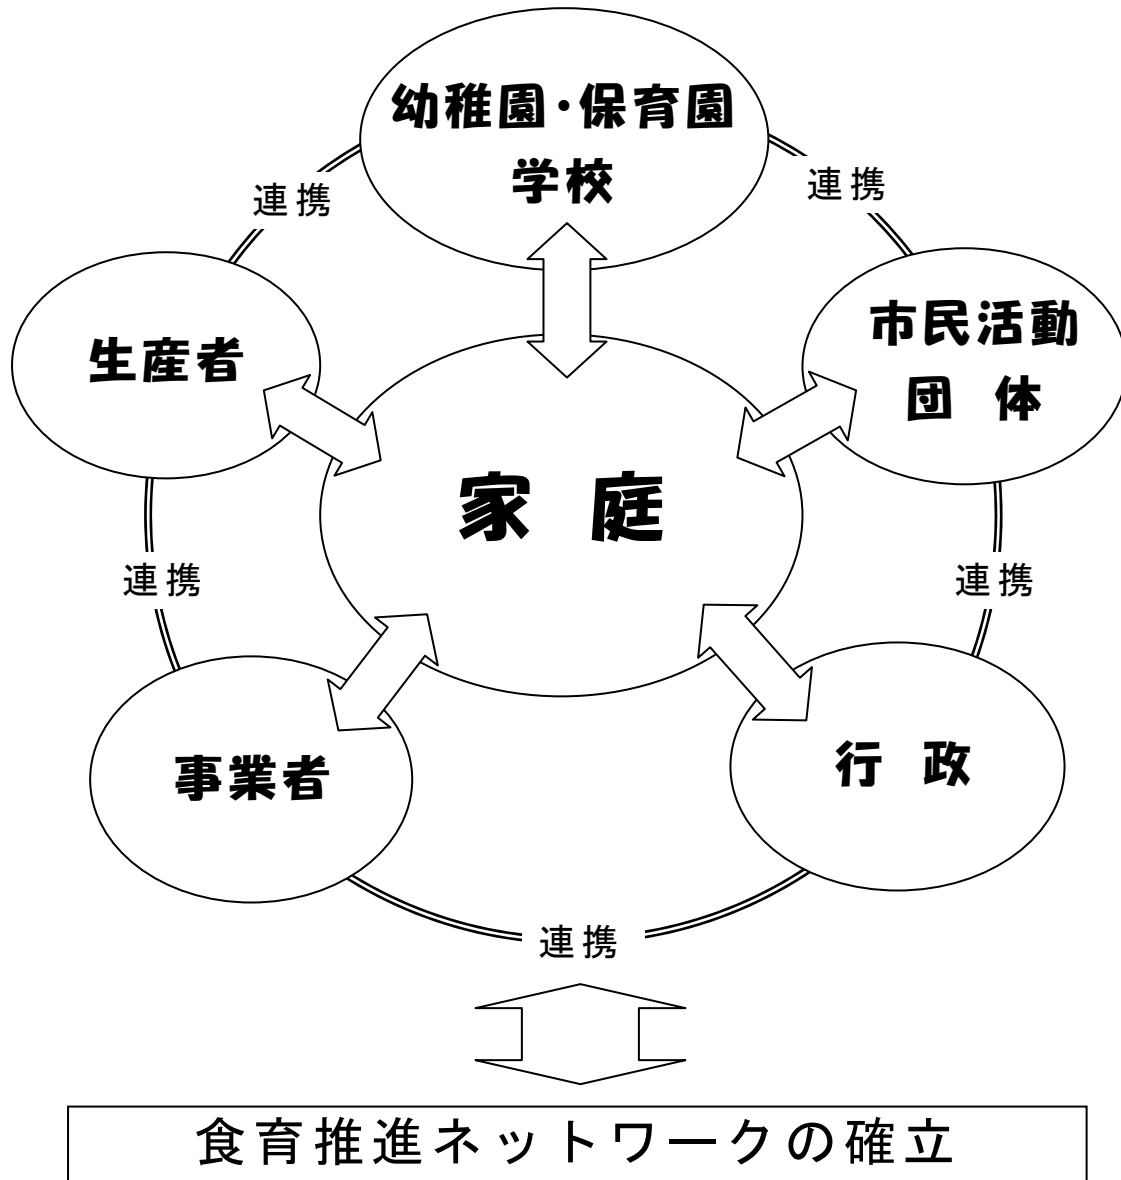 幼稚園・保育園
学校
連携
連携
生産者
市民活動
団 体
家 庭
連携
連携
事業者
行 政
連携
食育推進ネットワークの確立